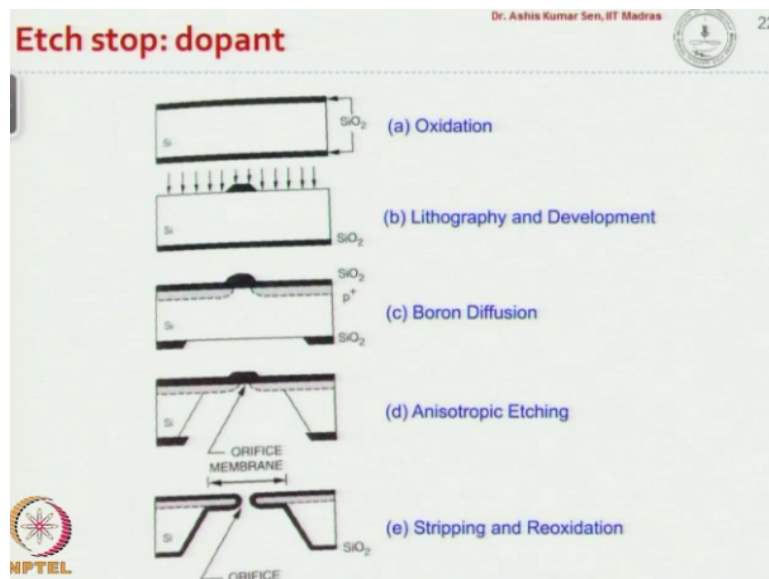 Dr. Ashis Kumar Sen, IIT Madras
22
Etch stop: dopant
SiO2
Si
(a) Oxidation
Si
SiO2
(b) Lithography and Development
SiO2
p+
Si
SiO2
(c) Boron Diffusion
Si
(d) Anisotropic Etching
ORIFICE
MEMBRANE
Si
SiO2
(e) Stripping and Reoxidation
ORIFICE
NPTEL